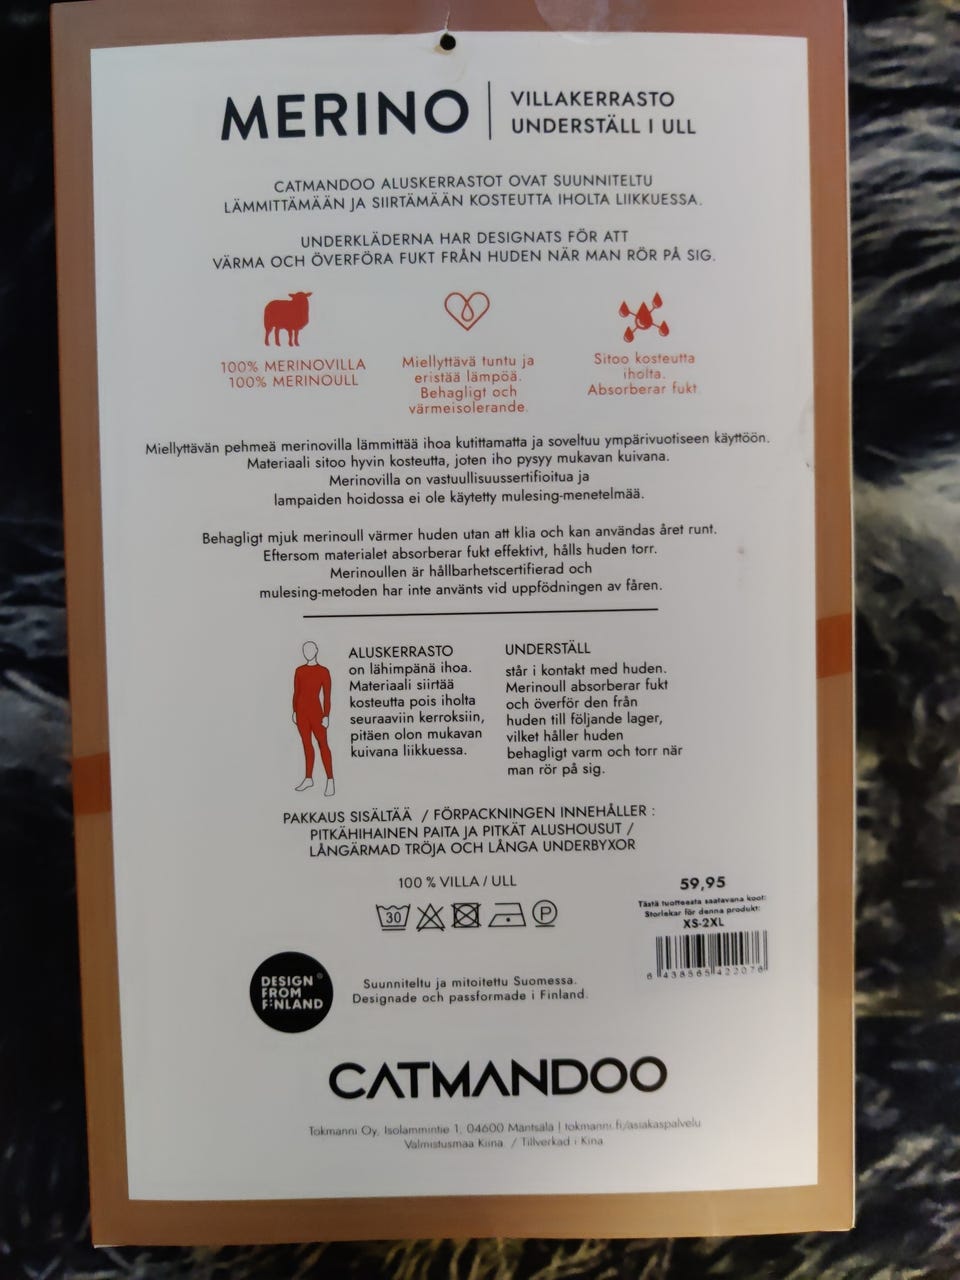 MERINO
VILLAKERRASTO
UNDERSTÄLL I ULL
CATMANDOO ALUSKERRASTOT OVAT SUUNNITELTU
LÄMMITTÄMÄÄN JA SIIRTÄMÄÄN KOSTEUTTA IHOLTA LIIKKUESSA.
UNDERKLÄDERNA HAR DESIGNATS FÖR ATT
VÄRMA OCH ÖVERFÖRA FUKT FRÅN HUDEN NÄR MAN RÖR PÅ SIG.
100% MERINOVILLA
100% MERINOULL
Miellyttävä tuntu ja
eristää lämpöä.
Behagligt och
värmeisolerande.
Sitoo kosteutta
iholta.
Absorberar fukt.
Miellyttävän pehmeä merinovilla lämmittää ihoa kutittamatta ja soveltuu ympärivuotiseen käyttöön.
Materiaali sitoo hyvin kosteutta, joten iho pysyy mukavan kuivana.
Merinovilla on vastuullisuussertifioitua ja
lampaiden hoidossa ei ole käytetty mulesing-menetelmää.
Behagligt mjuk merinoull värmer huden utan att klia och kan användas året runt.
Eftersom materialet absorberar fukt effektivt, hålls huden torr.
Merinoullen är hållbarhetscertifierad och
mulesing-metoden har inte använts vid uppfödningen av fåren.
ALUSKERRASTO
on lähimpänä ihoa.
Materiaali siirtää
kosteutta pois iholta
seuraaviin kerroksiin,
pitäen olon mukavan
kuivana liikkuessa.
UNDERSTÄLL
står i kontakt med huden.
Merinoull absorberar fukt
och överför den från
huden till följande lager,
vilket håller huden
behagligt varm och torr när
man rör på sig.
PAKKAUS SISÄLTÄÄ / FÖRPACKNINGEN INNEHÅLLER :
PITKÄHIHAINEN PAITA JA PITKÄT ALUSHOUSUT /
LÅNGÄRMAD TRÖJA OCH LÅNGA UNDERBYXOR
100 % VILLA / ULL
30
P
59,95
Tästä tuotteesta saatavana koot:
Storlekar för denna produkt:
XS-2XL
6 438565 422078
DESIGN ®
FROM
FINLAND
Suunniteltu ja mitoitettu Suomessa.
Designade och passformade i Finland.
CATMANDOO
Tokmanni Oy, Isolammintie 1, 04600 Mäntsälä | tokmanni.fi/asiakaspalvelu
Valmistusmaa Kiina. / Tillverkad i Kina.